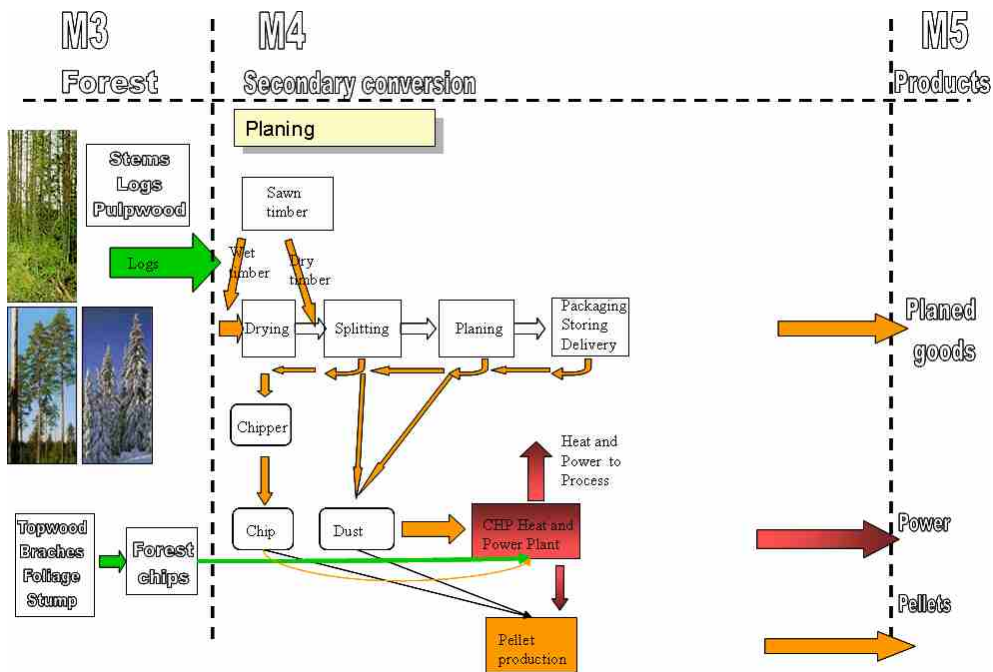 M3
M4
M5
Forest
Secondary conversion
Products
Planing
Stems
Logs
Pulpwood
Sawn
timber
Logs
Wet
timber
Dry
timber
Drying
Splitting
Planing
Packaging
Storing
Delivery
Planed
goods
Chipper
Heat and
Power to
Process
Chip
Dust
CHP Heat and
Power Plant
Power
Topwood
Braches
Foliage
Stump
Forest
chips
Pellets
Pellet
production